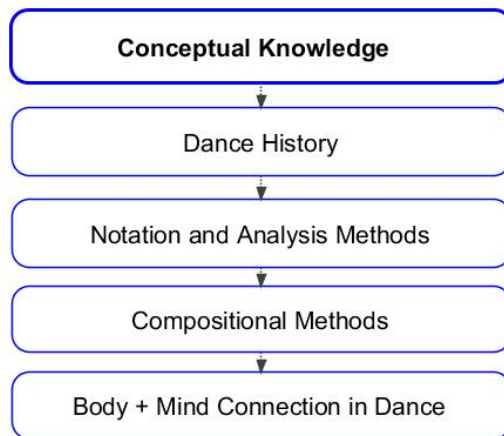 Conceptual Knowledge
Dance History
Notation and Analysis Methods
Compositional Methods
Body + Mind Connection in Dance